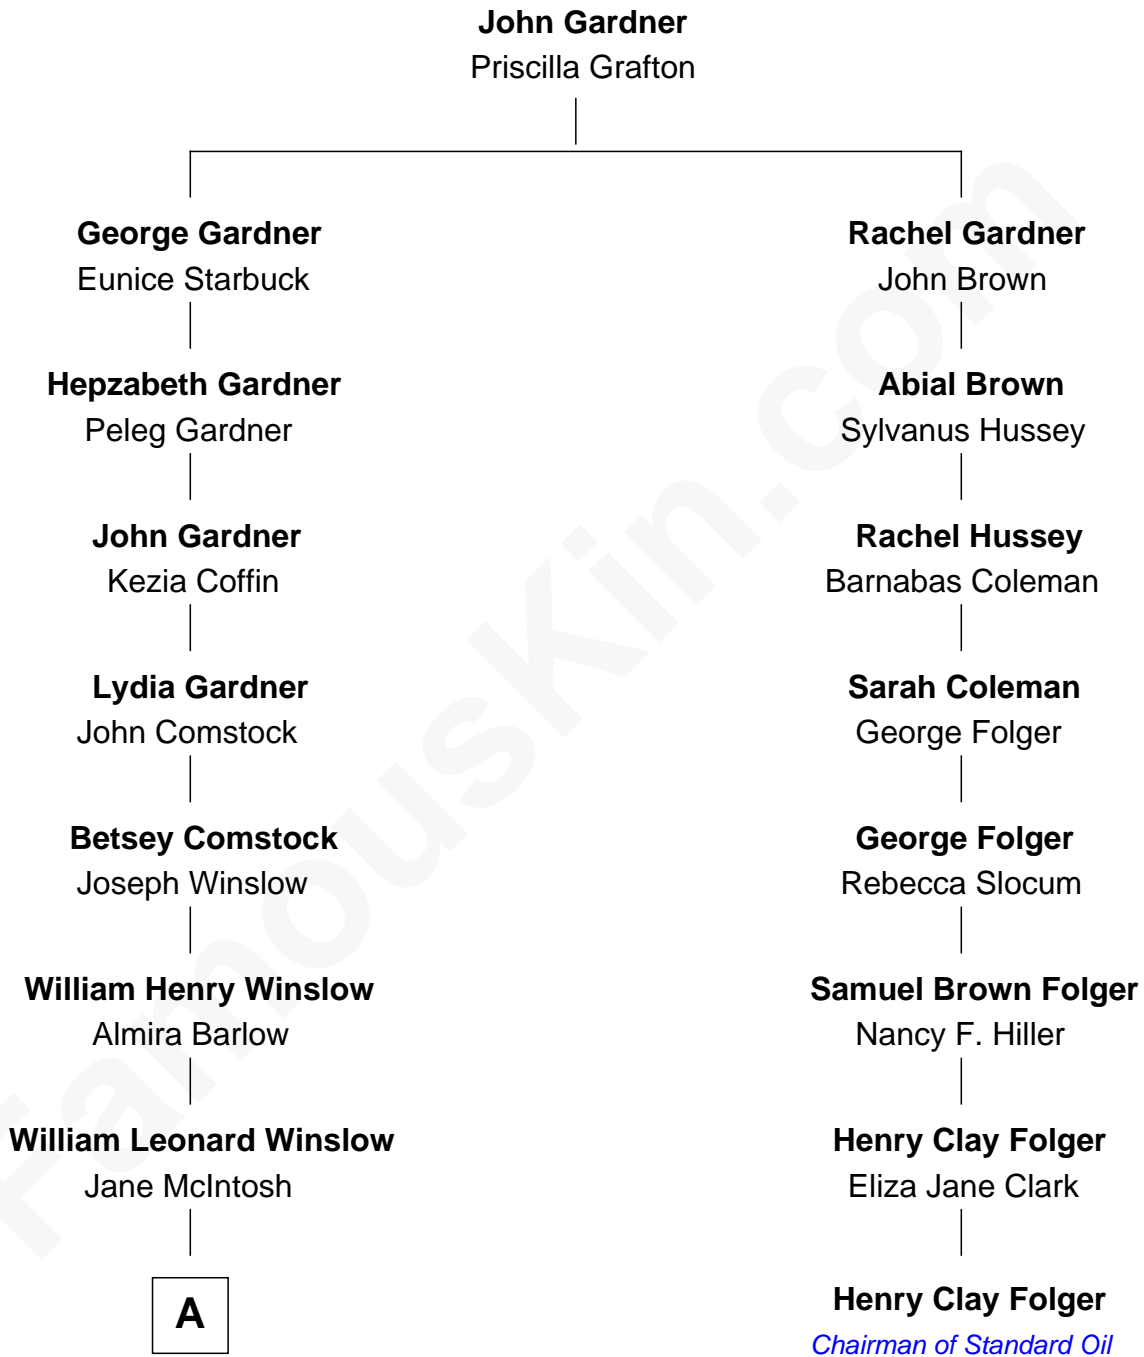 John Gardner
Priscilla Grafton
George Gardner
Eunice Starbuck
Rachel Gardner
John Brown
Hepzabeth Gardner
Peleg Gardner
Abial Brown
Sylvanus Hussey
John Gardner
Kezia Coffin
Rachel Hussey
Barnabas Coleman
Lydia Gardner
John Comstock
Sarah Coleman
George Folger
Betsey Comstock
Joseph Winslow
George Folger
Rebecca Slocum
William Henry Winslow
Almira Barlow
Samuel Brown Folger
Nancy F. Hiller
William Leonard Winslow
Jane McIntosh
Henry Clay Folger
Eliza Jane Clark
A
Henry Clay Folger
Chairman of Standard Oil
FamousKin.com